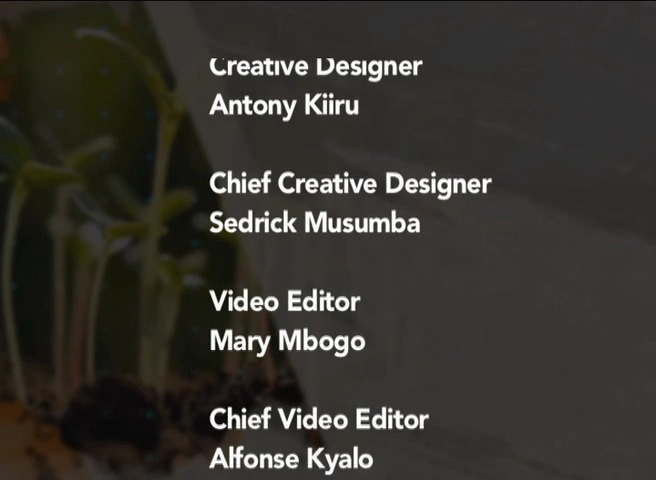 Creative Designer
Antony Kiiru
Chief Creative Designer
Sedrick Musumba
Video Editor
Mary Mbogo
Chief Video Editor
Alfonse Kyalo